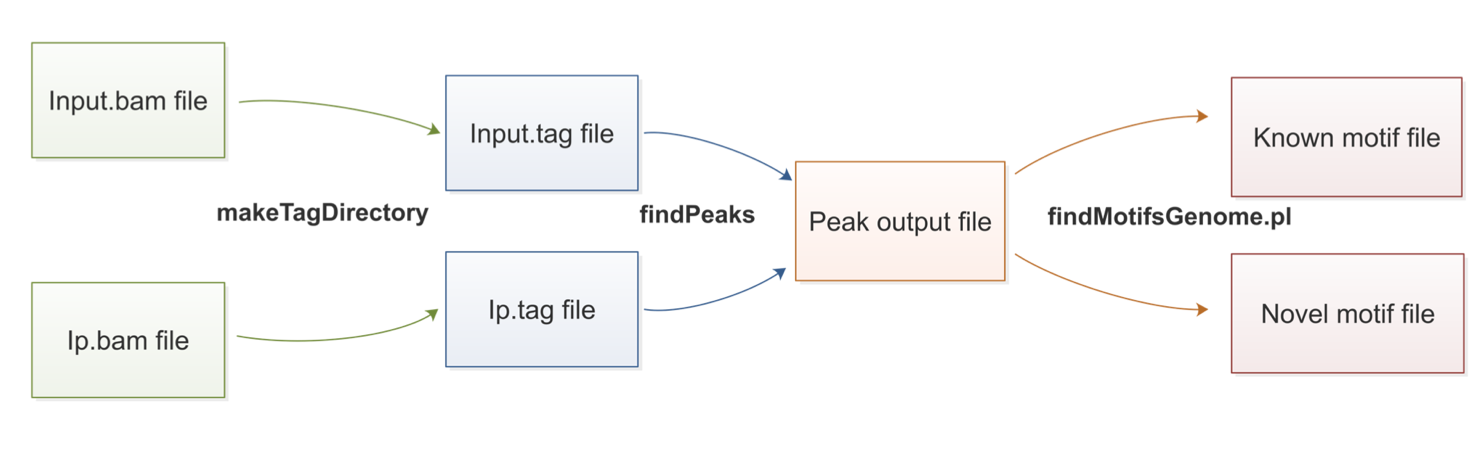 Input.bam file
Input.tag file
Known motif file
makeTagDirectory
findPeaks
Peak output file
findMotifsGenome.pl
Ip.bam file
Ip.tag file
Novel motif file